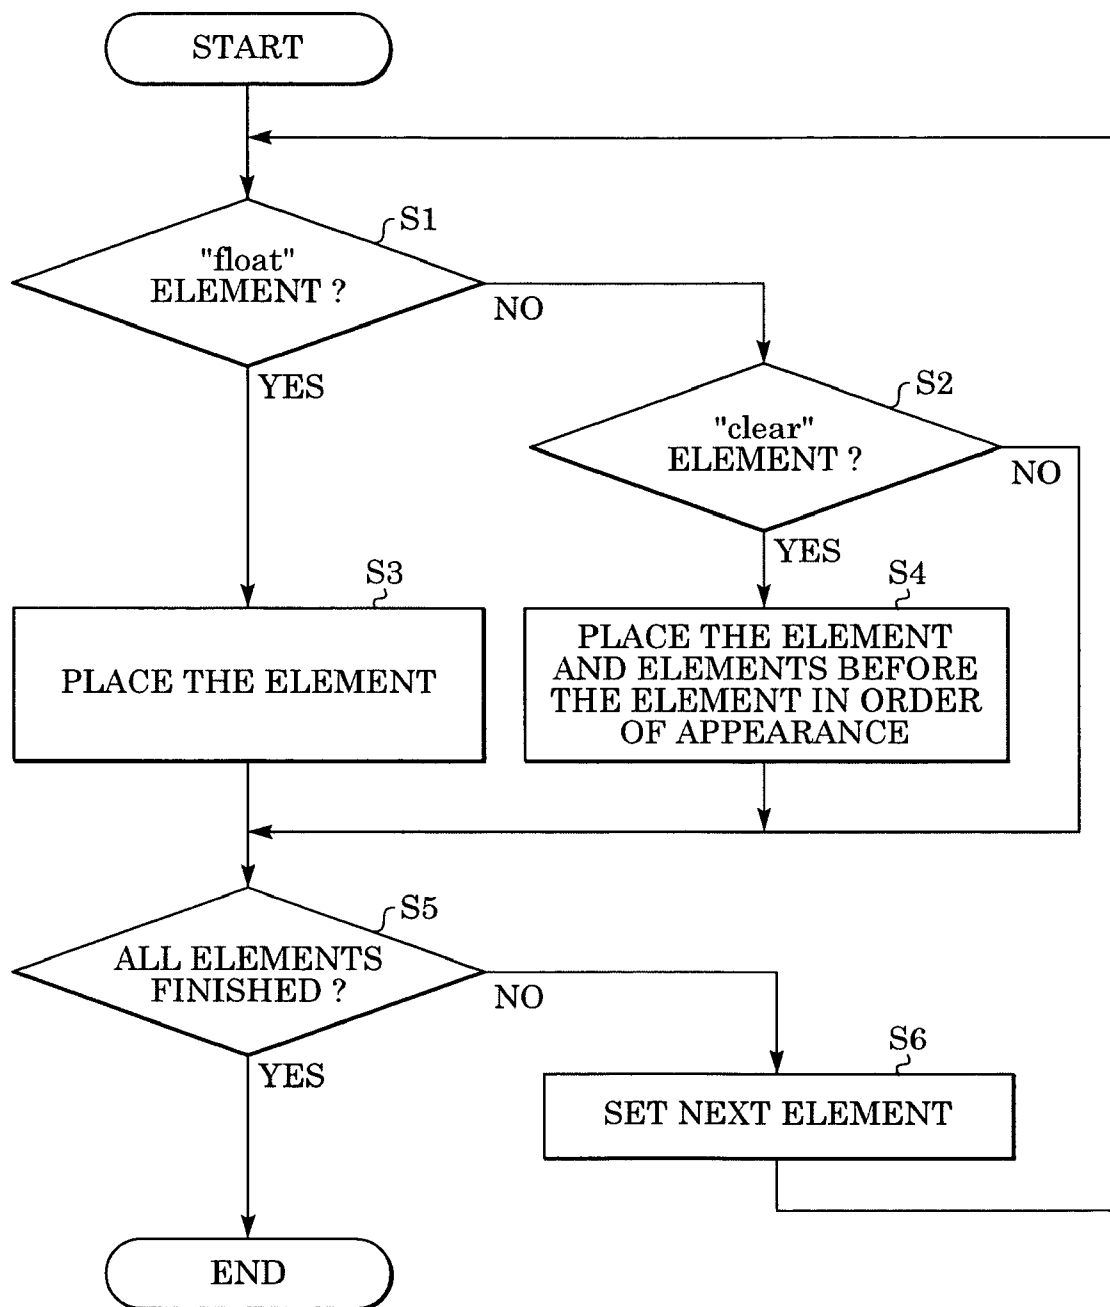 START
S1
"float"
ELEMENT ?
NO
YES
S2
"clear"
ELEMENT ?
NO
YES
S3
PLACE THE ELEMENT
S4
PLACE THE ELEMENT
AND ELEMENTS BEFORE
THE ELEMENT IN ORDER
OF APPEARANCE
S5
ALL ELEMENTS
FINISHED ?
NO
YES
S6
SET NEXT ELEMENT
END